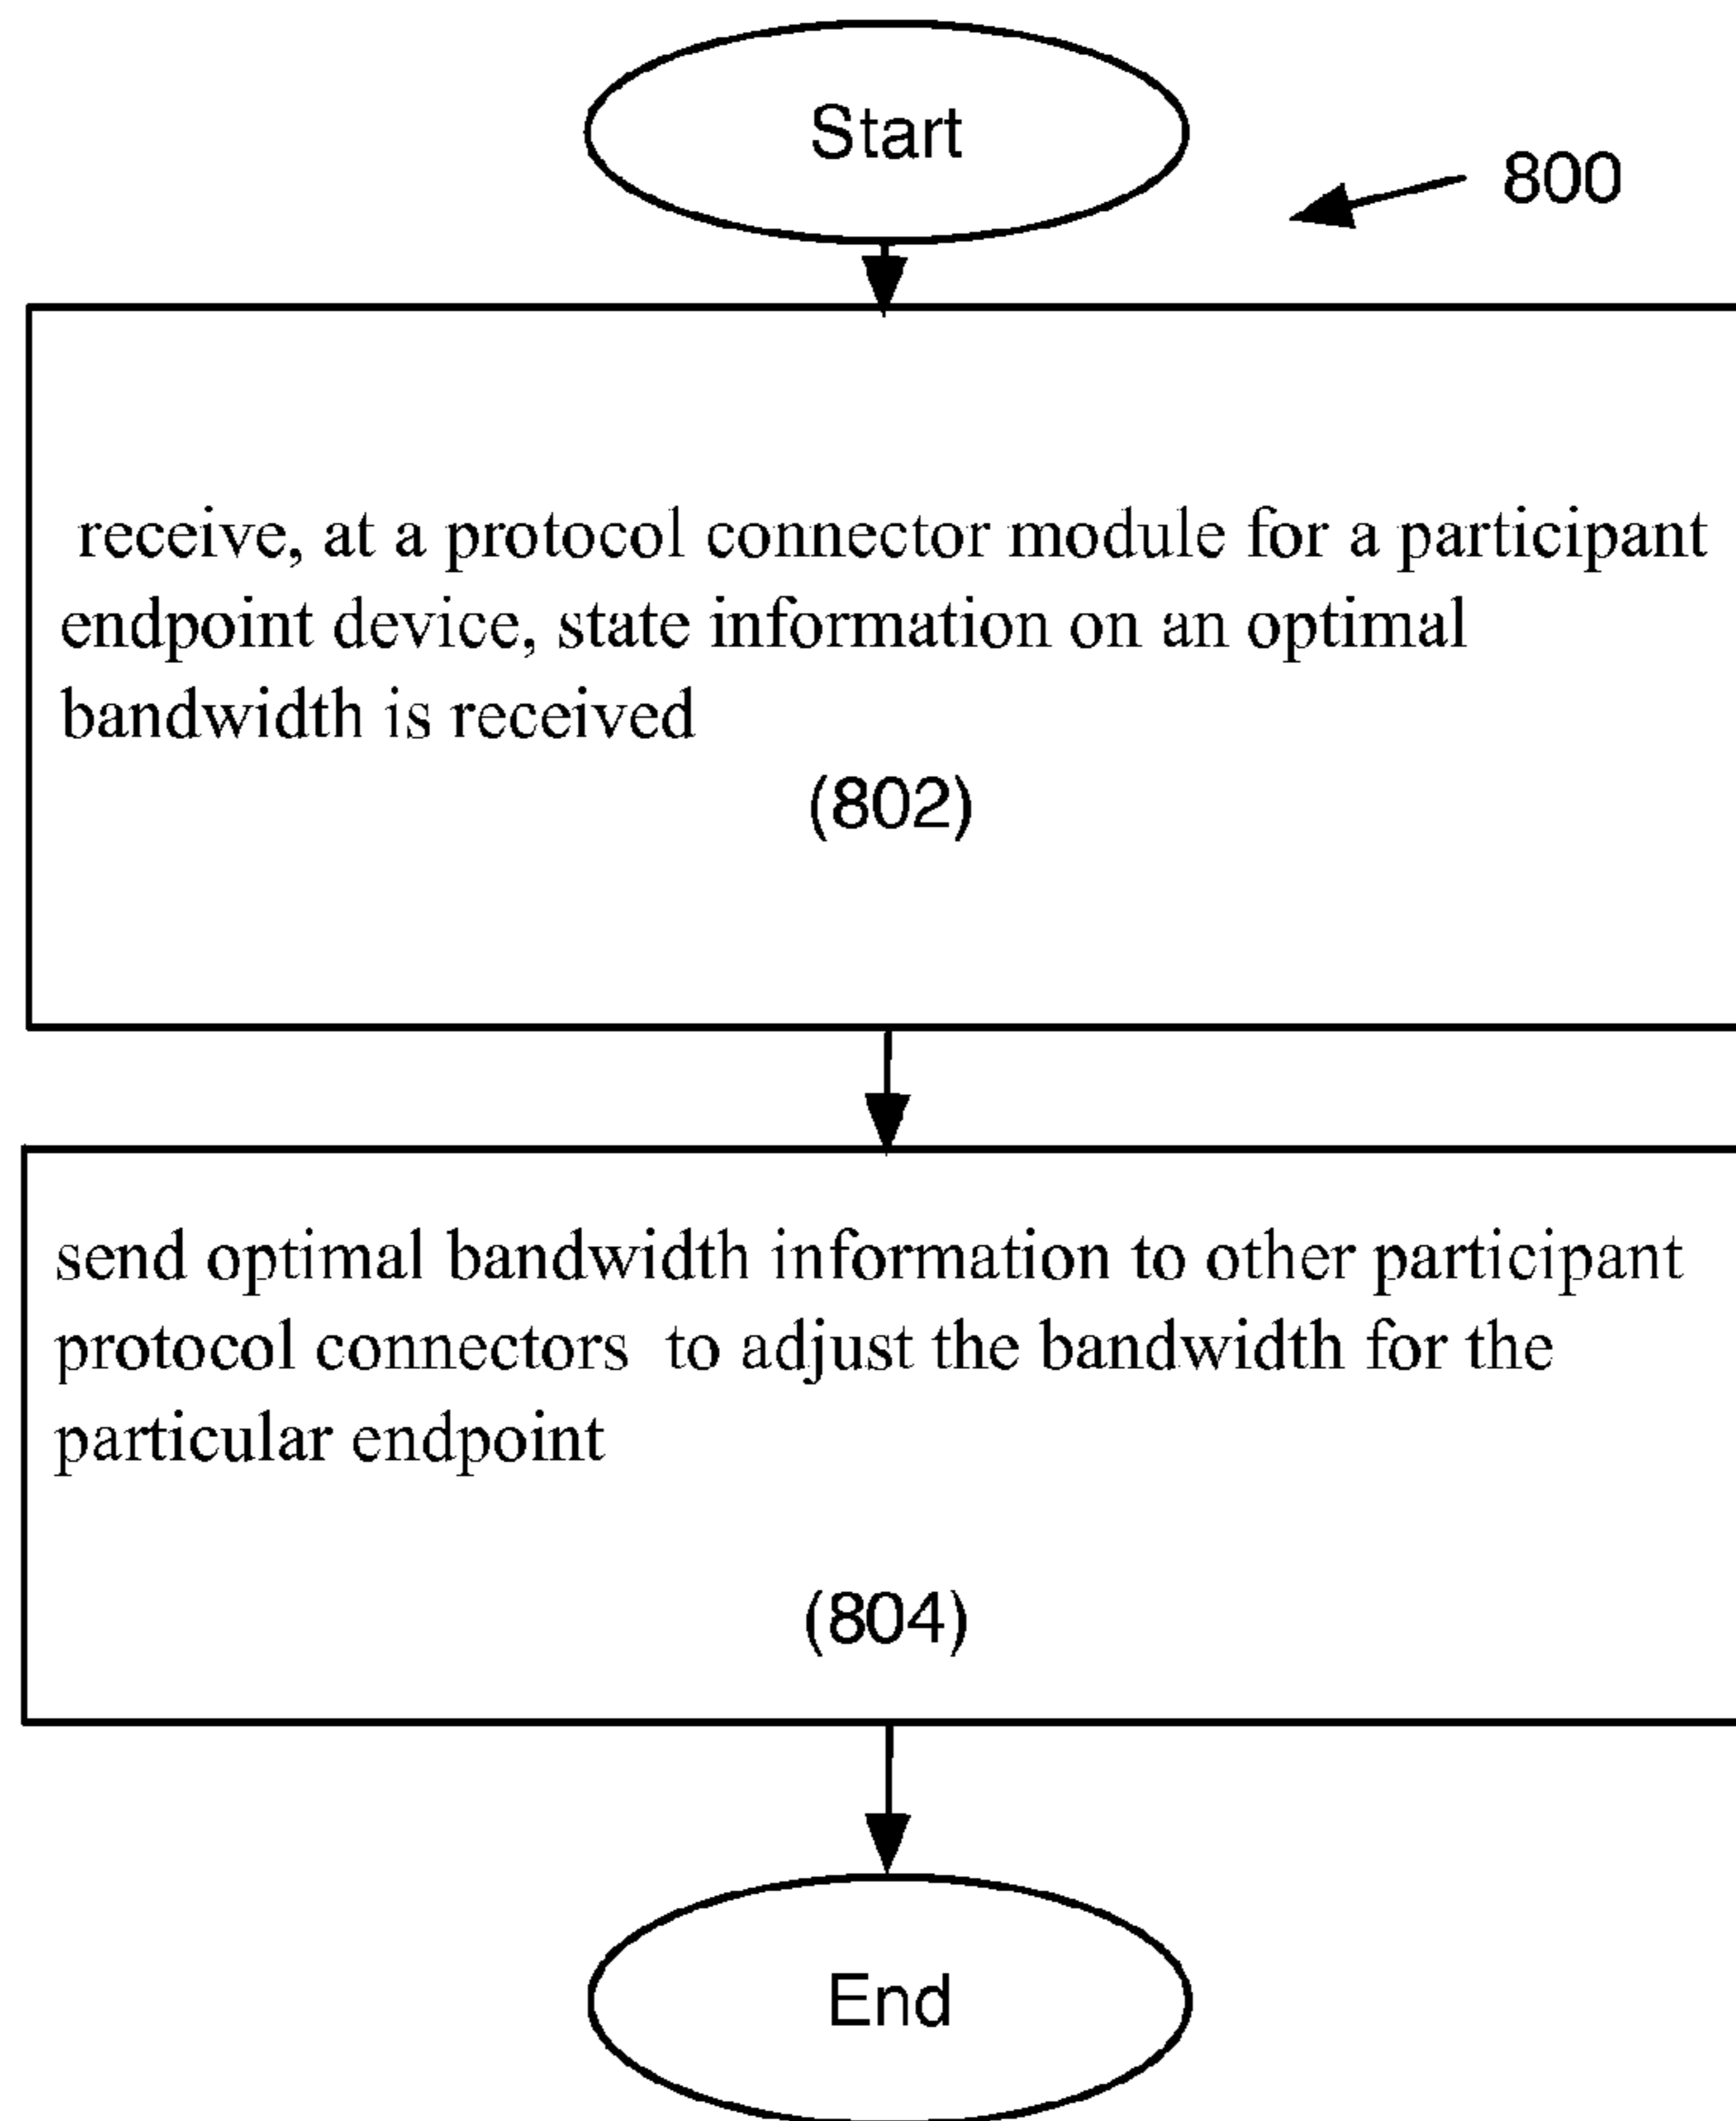 Start
800
receive, at a protocol connector module for a participant
endpoint device, state information on an optimal
bandwidth is received
(802)
send optimal bandwidth information to other participant
protocol connectors to adjust the bandwidth for the
particular endpoint
(804)
End